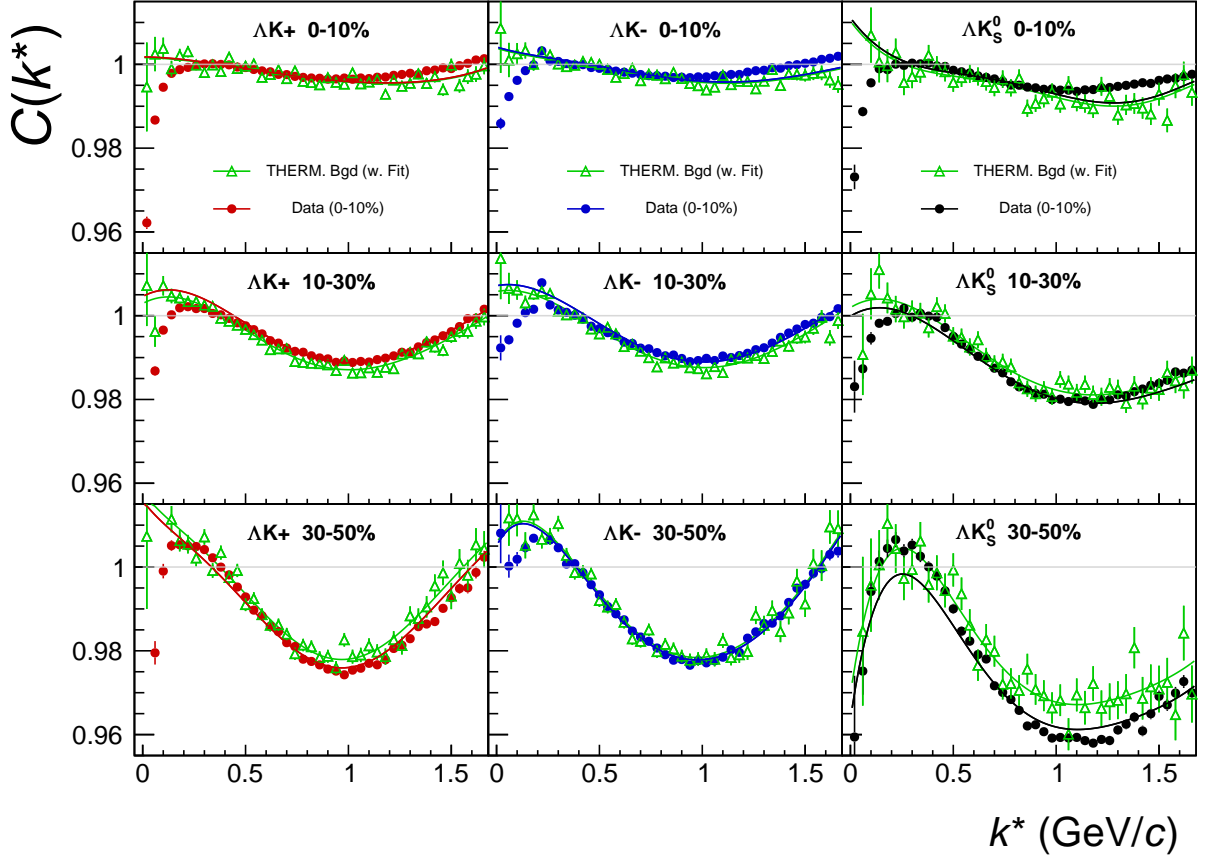 C(k*)
ΛK+ 0-10%
ΛK- 0-10%
ΛK⁰S 0-10%
1
0.98
0.96
THERM. Bgd (w. Fit)
Data (0-10%)
THERM. Bgd (w. Fit)
Data (0-10%)
THERM. Bgd (w. Fit)
Data (0-10%)
ΛK+ 10-30%
ΛK- 10-30%
ΛK⁰S 10-30%
1
0.98
0.96
ΛK+ 30-50%
ΛK- 30-50%
ΛK⁰S 30-50%
1
0.98
0.96
0 0.5 1 1.5
0 0.5 1 1.5
0 0.5 1 1.5
k* (GeV/c)